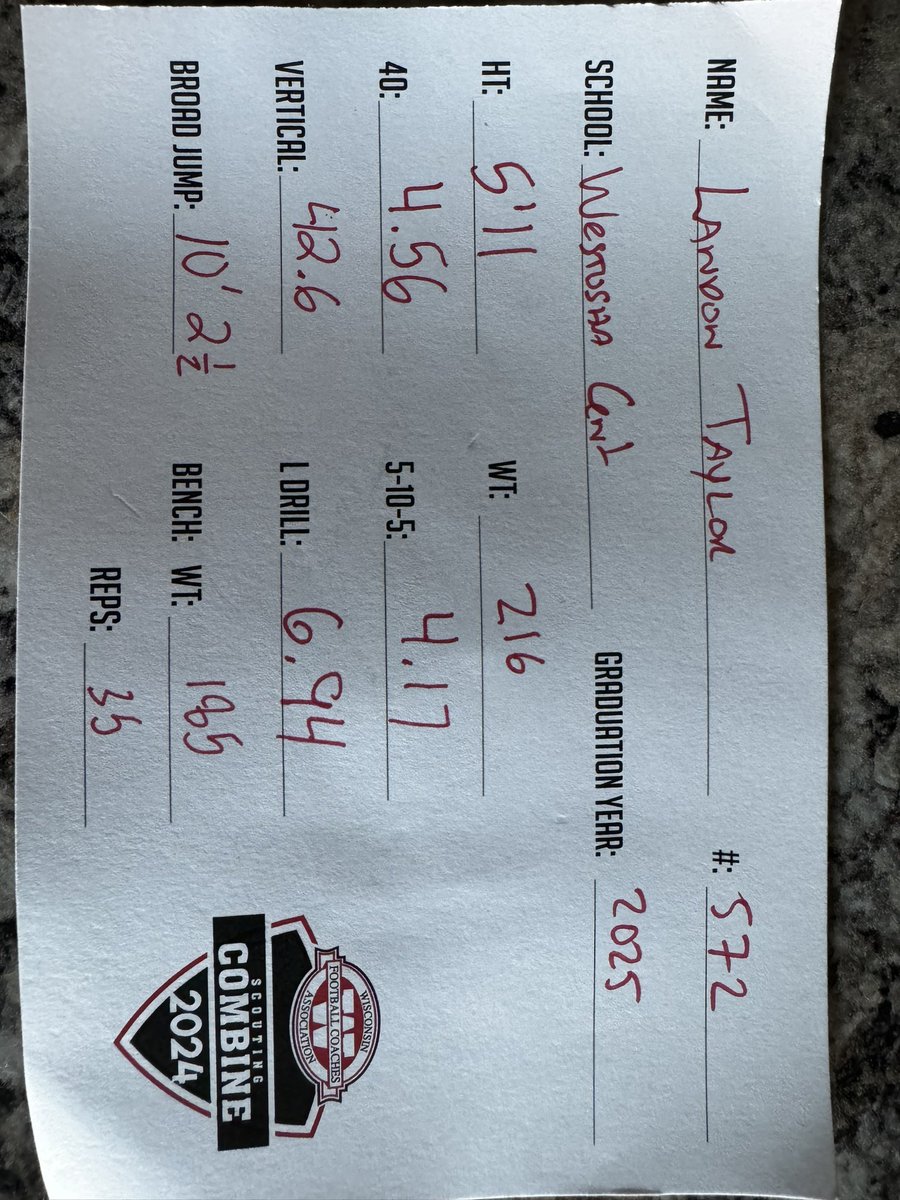 NAME: LANDON TAYLOR #: 572
SCHOOL: WESTOSHA Cent GRADUATION YEAR: 2025
HT: 5'11 WT: 216
40: 4.56 5-10-5: 4.17
VERTICAL: 42.6 L DRILL: 6.94
BROAD JUMP: 10' 2 1/2 BENCH: WT: 185
REPS: 35
WISCONSIN
FOOTBALL COACHES
ASSOCIATION
SCOUTING
COMBINE
2024